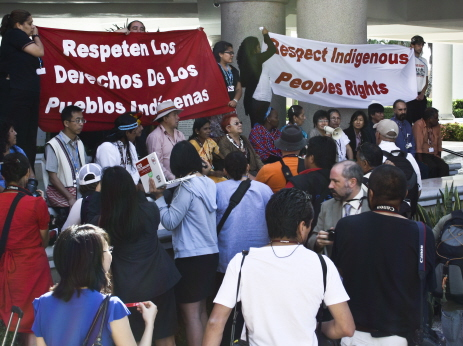 Respeten Los
Derechos De Los
Pueblos Indígenas
Respect Indigenous
Peoples Rights